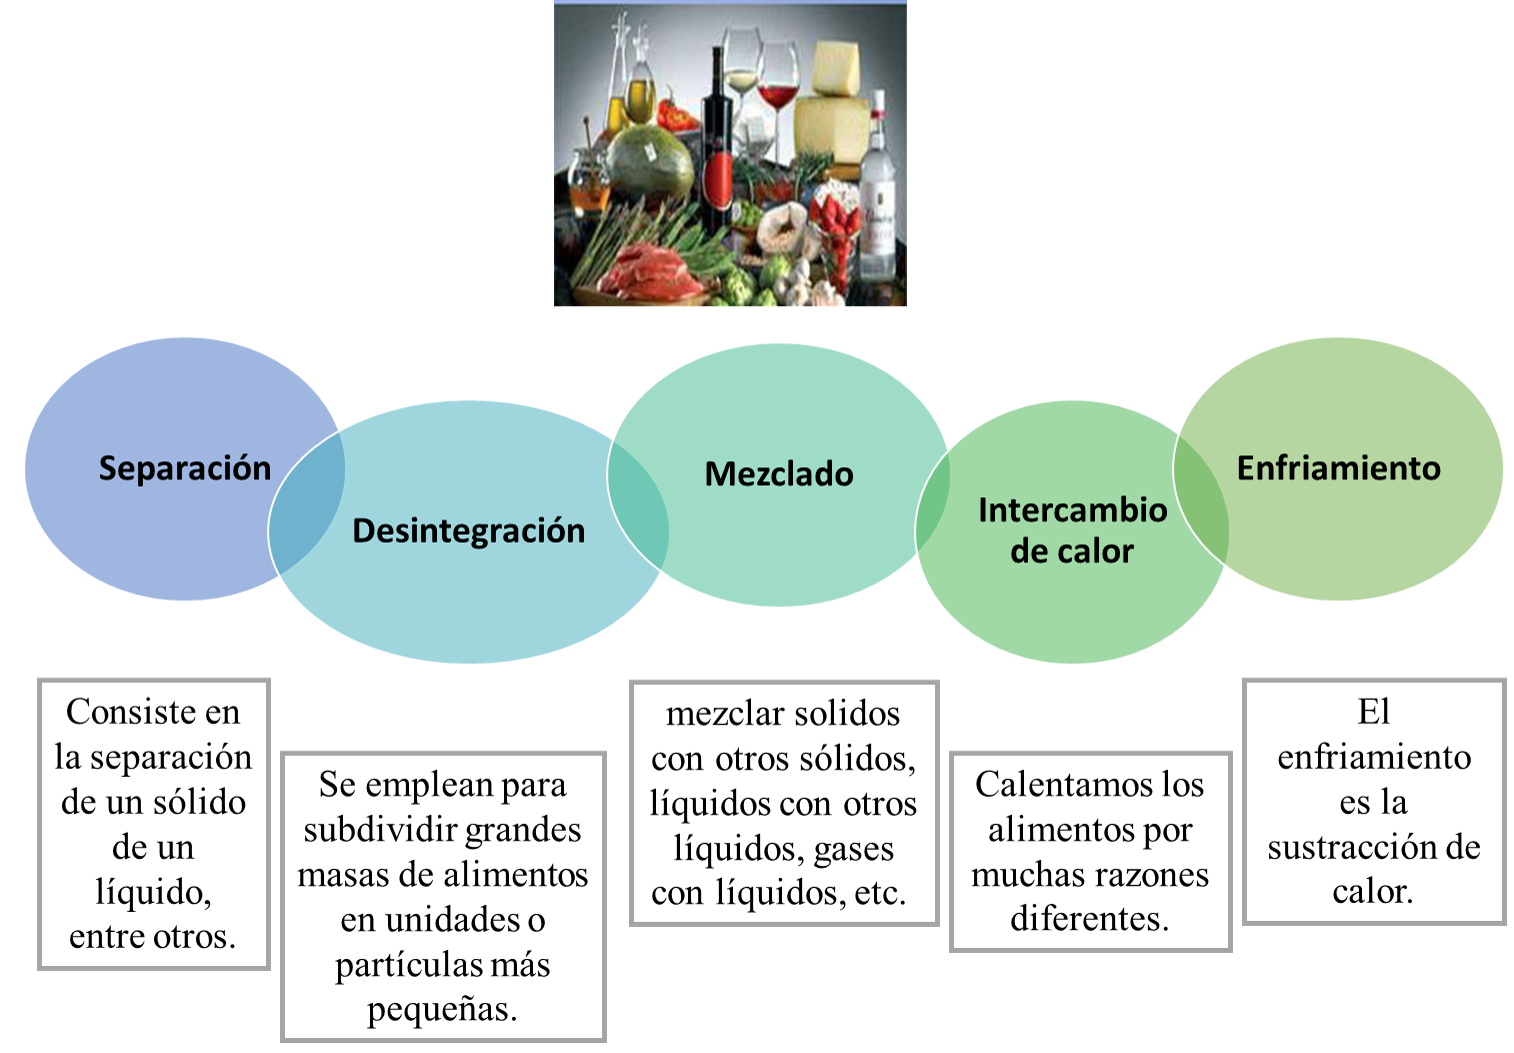 Separación
Desintegración
Mezclado
Intercambio
de calor
Enfriamiento
Consiste en
la separación
de un sólido
de un
líquido,
entre otros.
Se emplean para
subdividir grandes
masas de alimentos
en unidades o
partículas más
pequeñas.
mezclar solidos
con otros sólidos,
líquidos con otros
líquidos, gases
con líquidos, etc.
Calentamos los
alimentos por
muchas razones
diferentes.
El
enfriamiento
es la
sustracción de
calor.